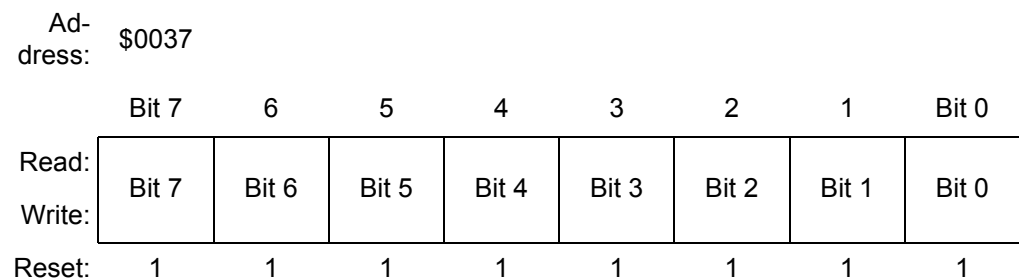 Ad-
dress: $0037
Bit 7 6 5 4 3 2 1 Bit 0
Read:
Bit 7 Bit 6 Bit 5 Bit 4 Bit 3 Bit 2 Bit 1 Bit 0
Write:
Reset: 1 1 1 1 1 1 1 1